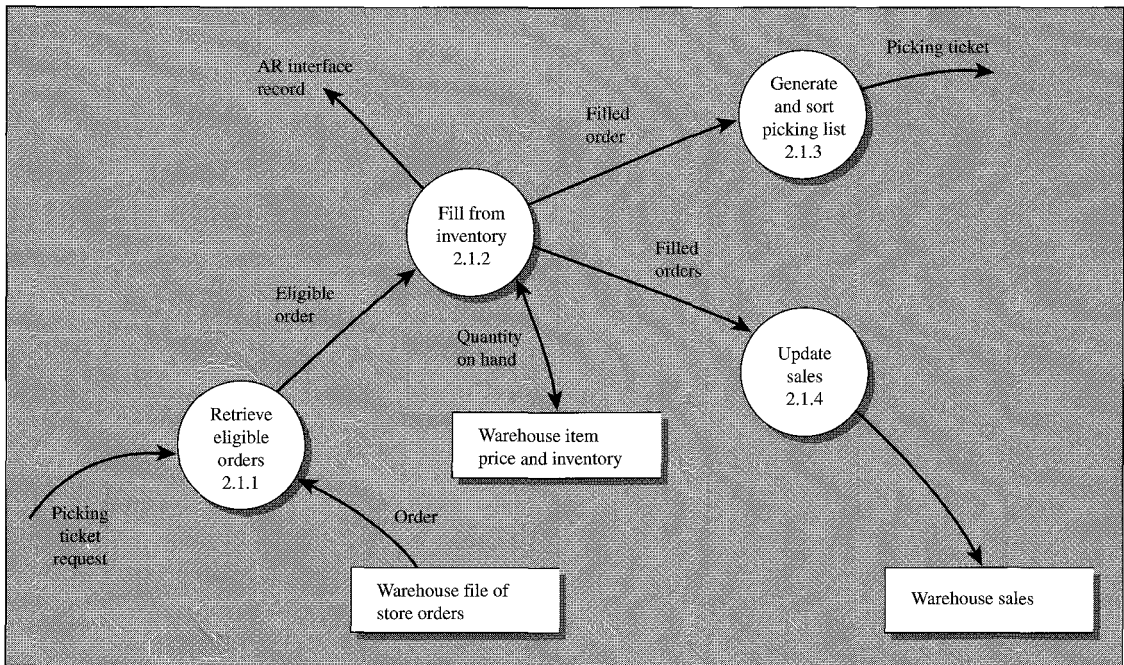 AR interface
record
Picking ticket
Generate
and sort
picking list
2.1.3
Filled
order
Fill from
inventory
2.1.2
Filled
orders
Eligible
order
Quantity
on hand
Update
sales
2.1.4
Retrieve
eligible
orders
2.1.1
Warehouse item
price and inventory
Picking
ticket
request
Order
Warehouse file of
store orders
Warehouse sales